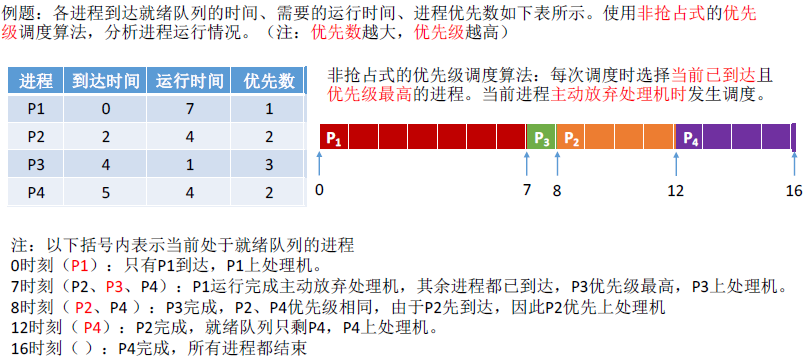 例题：各进程到达就绪队列的时间、需要的运行时间、进程优先数如下表所示。使用非抢占式的优先
级调度算法，分析进程运行情况。（注：优先数越大，优先级越高）
进程 到达时间 运行时间 优先数
P1 0 7 1
P2 2 4 2
P3 4 1 3
P4 5 4 2
非抢占式的优先级调度算法：每次调度时选择当前已到达且
优先级最高的进程。当前进程主动放弃处理机时发生调度。
P1 P3 P2 P4
0 7 8 12 16
注：以下括号内表示当前处于就绪队列的进程
0时刻（P1）：只有P1到达，P1上处理机。
7时刻（P2、P3、P4）：P1运行完成主动放弃处理机，其余进程都已到达，P3优先级最高，P3上处理机。
8时刻（P2、P4）：P3完成，P2、P4优先级相同，由于P2先到达，因此P2优先上处理机
12时刻（P4）：P2完成，就绪队列只剩P4，P4上处理机。
16时刻（ ）：P4完成，所有进程都结束